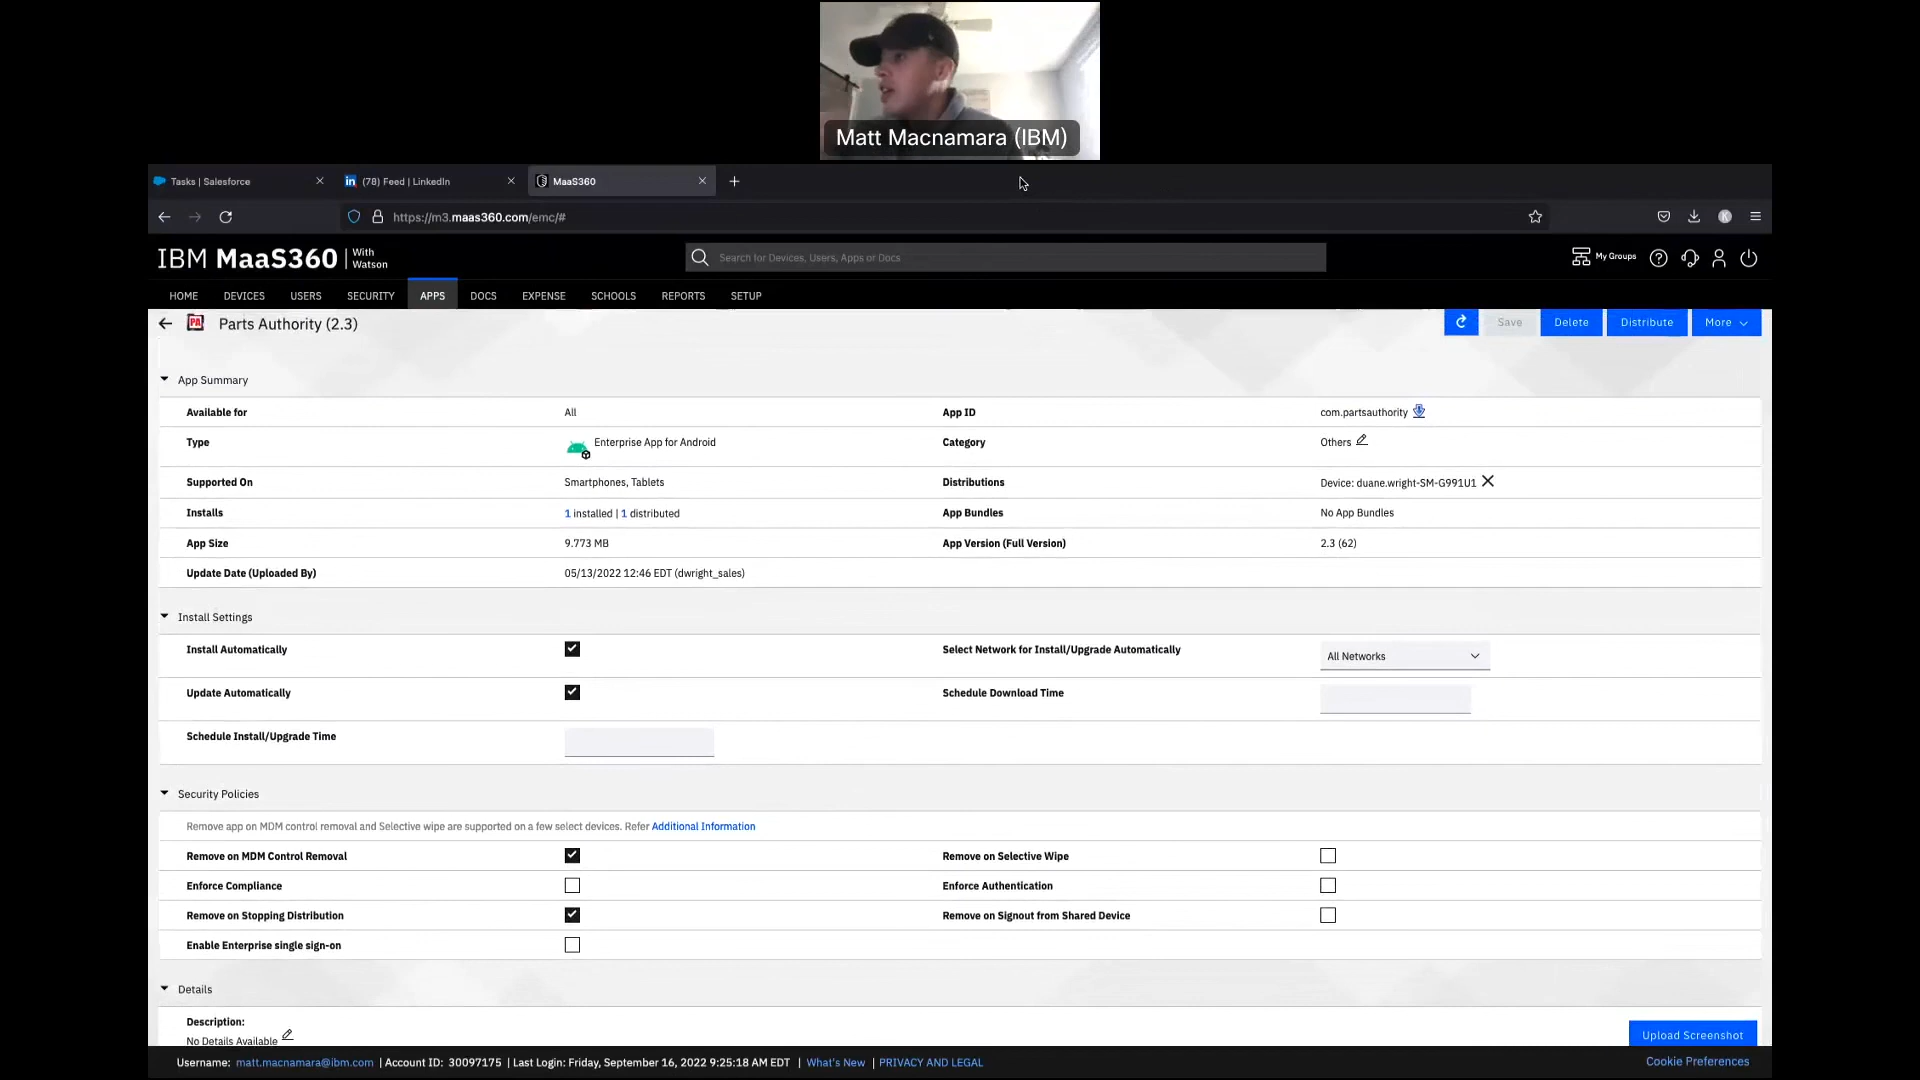 Matt Macnamara (IBM)
Tasks | Salesforce
in (78) Feed | LinkedIn
MaaS360
https://m3.maas360.com/emc/#
IBM MaaS360 | With Watson
Search for Devices, Users, Apps or Docs
My Groups
HOME DEVICES USERS SECURITY APPS DOCS EXPENSE SCHOOLS REPORTS SETUP
PA Parts Authority (2.3)
Save Delete Distribute More
App Summary
Available for All App ID com.partsauthority
Type Enterprise App for Android Category Others
Supported On Smartphones, Tablets Distributions Device: duane.wright-SM-G991U1
Installs 1 installed | 1 distributed App Bundles No App Bundles
App Size 9.773 MB App Version (Full Version) 2.3 (62)
Update Date (Uploaded By) 05/13/2022 12:46 EDT (dwright_sales)
Install Settings
Install Automatically Select Network for Install/Upgrade Automatically All Networks
Update Automatically Schedule Download Time
Schedule Install/Upgrade Time
Security Policies
Remove app on MDM control removal and Selective wipe are supported on a few select devices. Refer Additional Information
Remove on MDM Control Removal Remove on Selective Wipe
Enforce Compliance Enforce Authentication
Remove on Stopping Distribution Remove on Signout from Shared Device
Enable Enterprise single sign-on
Details
Description:
No Details Available
Upload Screenshot
Username: matt.macnamara@ibm.com | Account ID: 30097175 | Last Login: Friday, September 16, 2022 9:25:18 AM EDT | What's New | PRIVACY AND LEGAL
Cookie Preferences